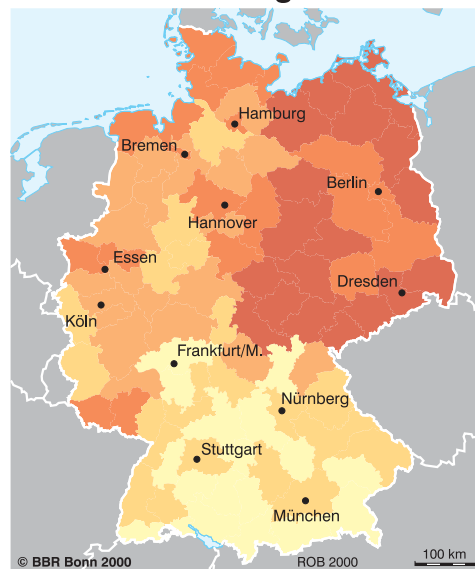 Hamburg
Bremen
Berlin
Hannover
Essen
Dresden
Köln
Frankfurt/M.
Nürnberg
Stuttgart
München
100 km
© BBR Bonn 2000
ROB 2000